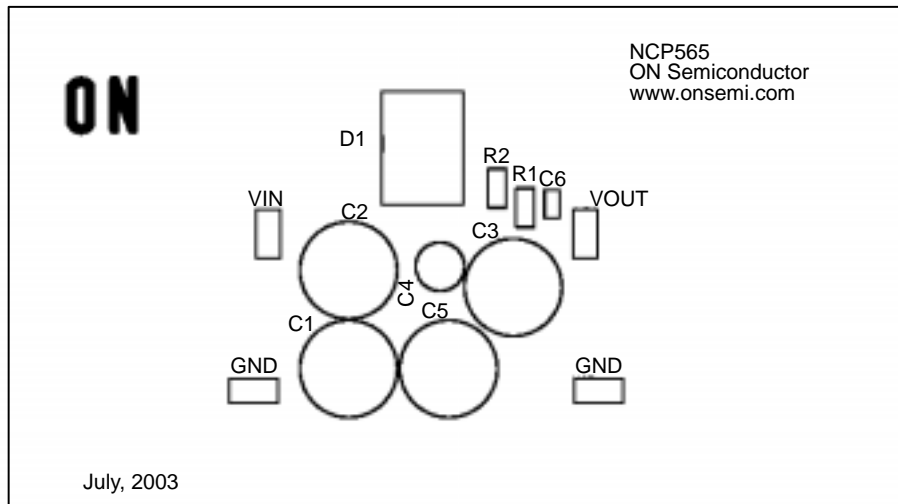 NCP565
ON Semiconductor
www.onsemi.com
ON
D1
R2
R1
C6
VIN
C2
C3
VOUT
C4
C5
C1
GND
GND
July, 2003